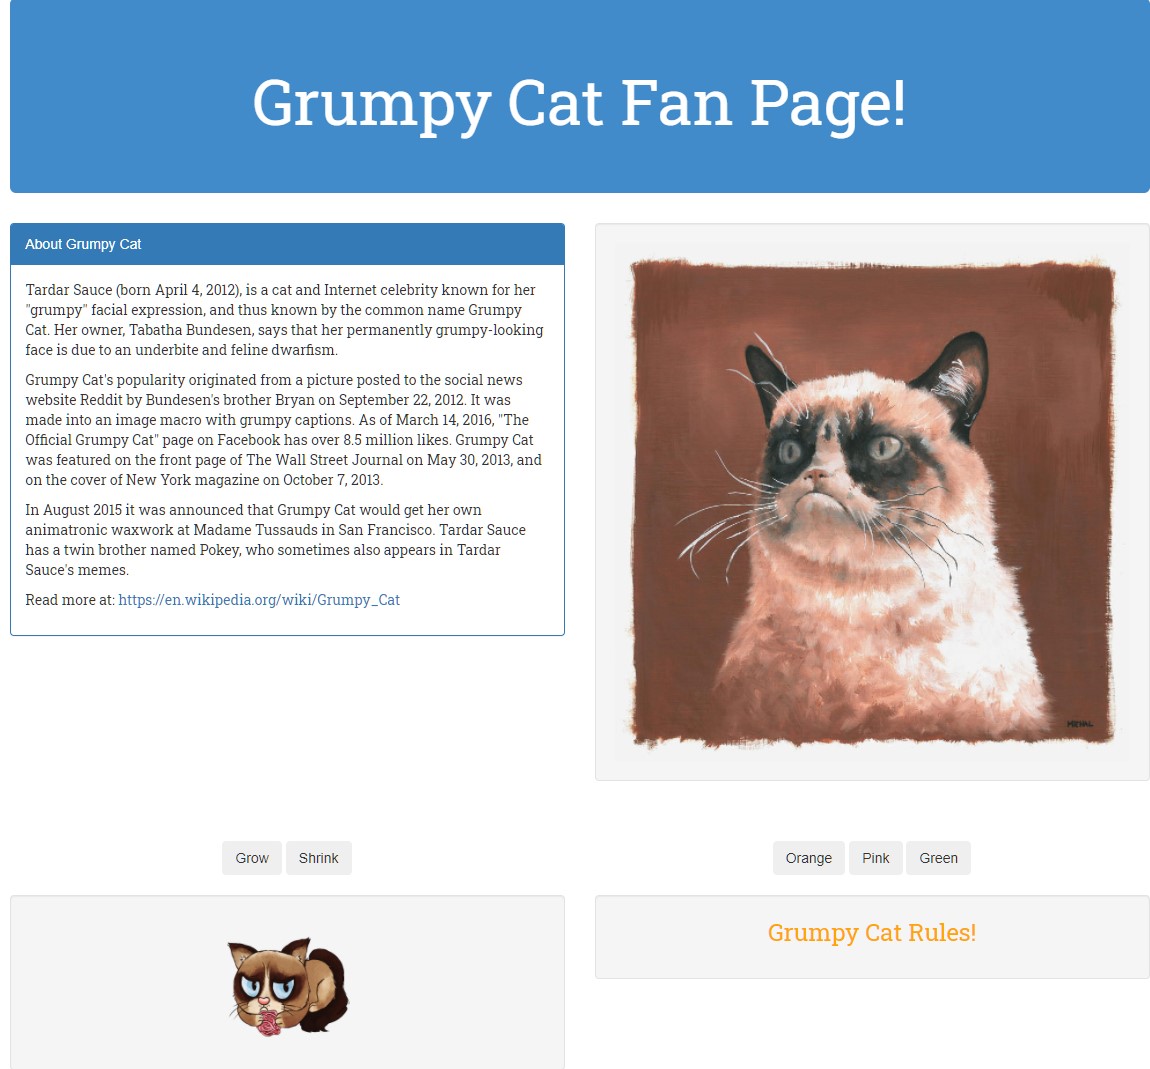 Grumpy Cat Fan Page!
About Grumpy Cat
Tardar Sauce (born April 4, 2012), is a cat and Internet celebrity known for her
"grumpy" facial expression, and thus known by the common name Grumpy
Cat. Her owner, Tabatha Bundesen, says that her permanently grumpy-looking
face is due to an underbite and feline dwarfism.
Grumpy Cat's popularity originated from a picture posted to the social news
website Reddit by Bundesen's brother Bryan on September 22, 2012. It was
made into an image macro with grumpy captions. As of March 14, 2016, "The
Official Grumpy Cat" page on Facebook has over 8.5 million likes. Grumpy Cat
was featured on the front page of The Wall Street Journal on May 30, 2013, and
on the cover of New York magazine on October 7, 2013.
In August 2015 it was announced that Grumpy Cat would get her own
animatronic waxwork at Madame Tussauds in San Francisco. Tardar Sauce
has a twin brother named Pokey, who sometimes also appears in Tardar
Sauce's memes.
Read more at: https://en.wikipedia.org/wiki/Grumpy_Cat
Grow Shrink
Orange Pink Green
Grumpy Cat Rules!